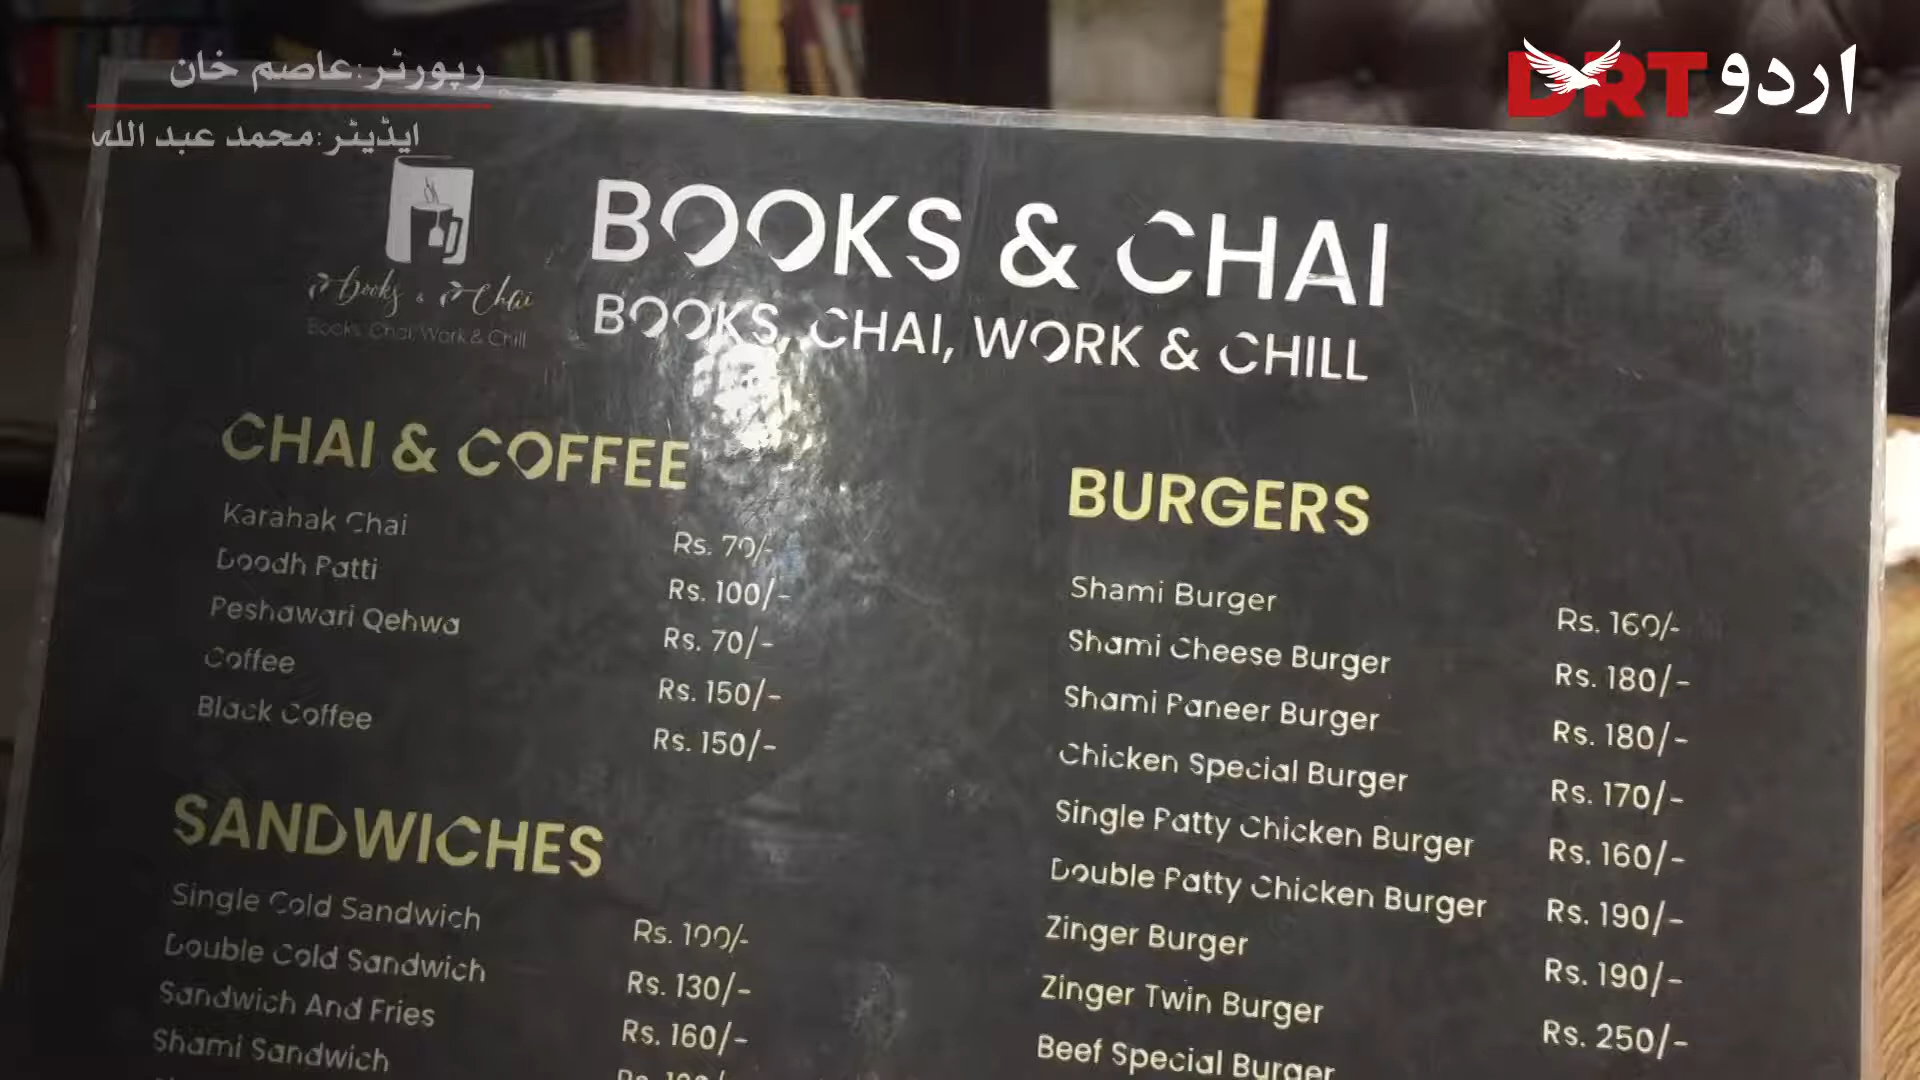 رپورٹر:عاصم خان
ایڈیٹر:محمد عبد اللہ
DRT اردو
Books & Chai
Books, Chai, Work & Chill
BOOKS & CHAI
BOOKS, CHAI, WORK & CHILL
CHAI & COFFEE
Karahak Chai Rs. 70/-
Doodh Patti Rs. 100/-
Peshawari Qehwa Rs. 70/-
Coffee Rs. 150/-
Black Coffee Rs. 150/-
SANDWICHES
Single Cold Sandwich Rs. 100/-
Double Cold Sandwich Rs. 130/-
Sandwich And Fries Rs. 160/-
Shami Sandwich
BURGERS
Shami Burger Rs. 160/-
Shami Cheese Burger Rs. 180/-
Shami Paneer Burger Rs. 180/-
Chicken Special Burger Rs. 170/-
Single Patty Chicken Burger Rs. 160/-
Double Patty Chicken Burger Rs. 190/-
Zinger Burger Rs. 190/-
Zinger Twin Burger Rs. 250/-
Beef Special Burger